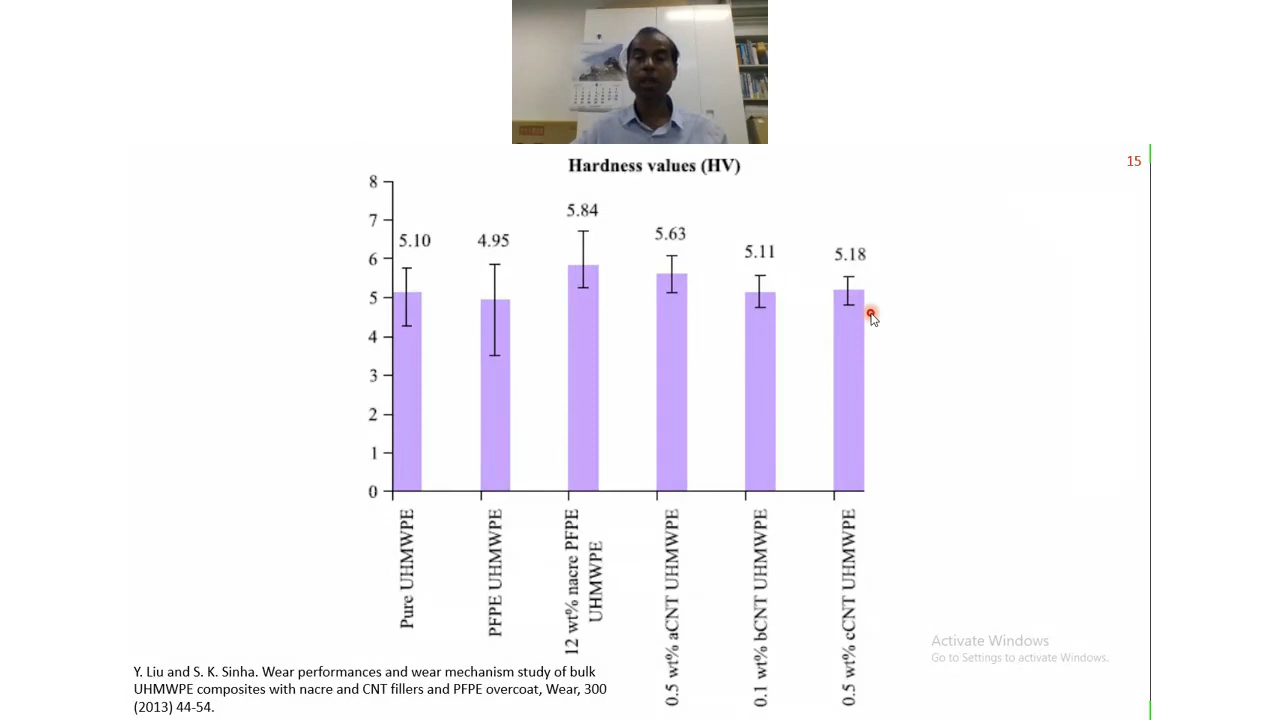 Hardness values (HV)
15
8
7
6
5
4
3
2
1
0
5.10
4.95
5.84
5.63
5.11
5.18
Pure UHMWPE
PFPE UHMWPE
12 wt% nacre PFPE
UHMWPE
0.5 wt% aCNT UHMWPE
0.1 wt% bCNT UHMWPE
0.5 wt% cCNT UHMWPE
Activate Windows
Go to Settings to activate Windows.
Y. Liu and S. K. Sinha. Wear performances and wear mechanism study of bulk
UHMWPE composites with nacre and CNT fillers and PFPE overcoat, Wear, 300
(2013) 44-54.